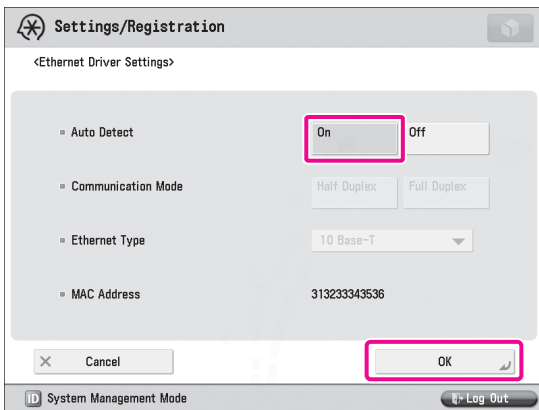 Settings/Registration
<Ethernet Driver Settings>
Auto Detect On Off
Communication Mode Half Duplex Full Duplex
Ethernet Type 10 Base-T
MAC Address 313233343536
Cancel OK
ID System Management Mode Log Out